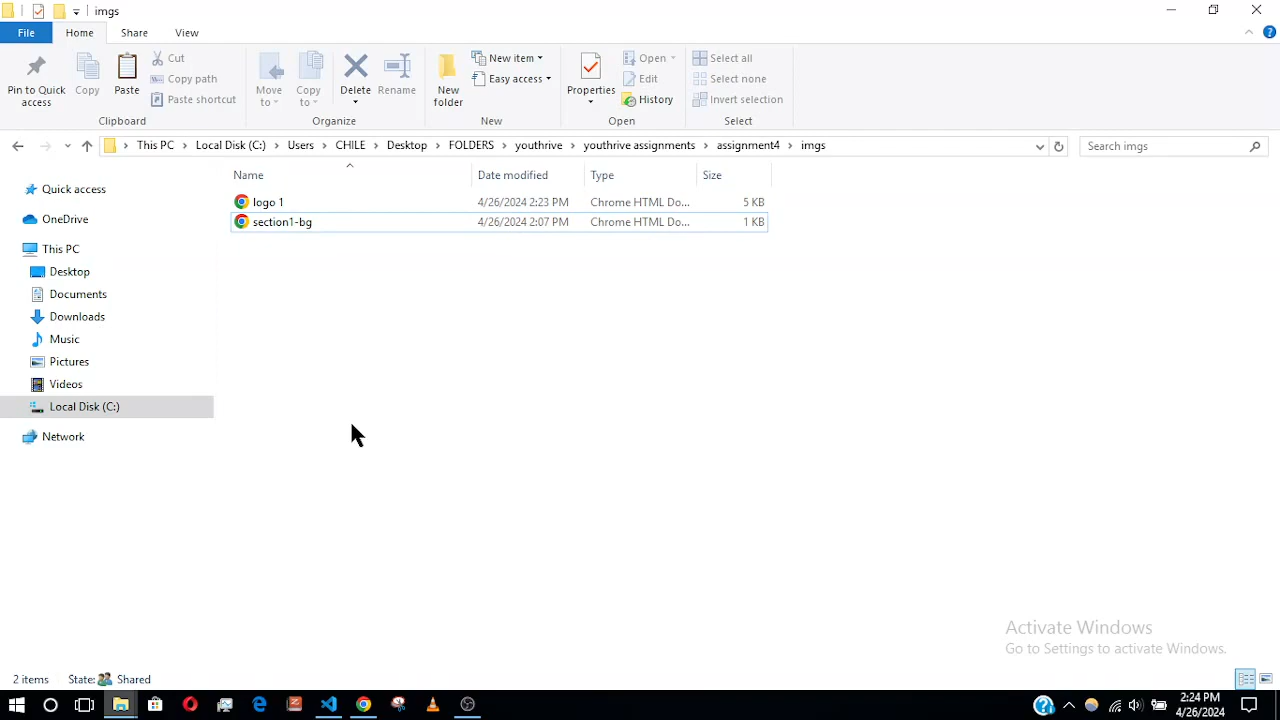 imgs
File Home Share View
Pin to Quick access
Copy
Paste
Cut
Copy path
Paste shortcut
Clipboard
Move to
Copy to
Delete
Rename
Organize
New folder
New item
Easy access
New
Properties
Open
Edit
History
Open
Select all
Select none
Invert selection
Select
This PC > Local Disk (C:) > Users > CHILE > Desktop > FOLDERS > youthrive > youthrive assignments > assignment4 > imgs
Search imgs
Name Date modified Type Size
logo 1 4/26/2024 2:23 PM Chrome HTML Do... 5 KB
section1-bg 4/26/2024 2:07 PM Chrome HTML Do... 1 KB
Quick access
OneDrive
This PC
Desktop
Documents
Downloads
Music
Pictures
Videos
Local Disk (C:)
Network
Activate Windows
Go to Settings to activate Windows.
2 items State: Shared
2:24 PM
4/26/2024